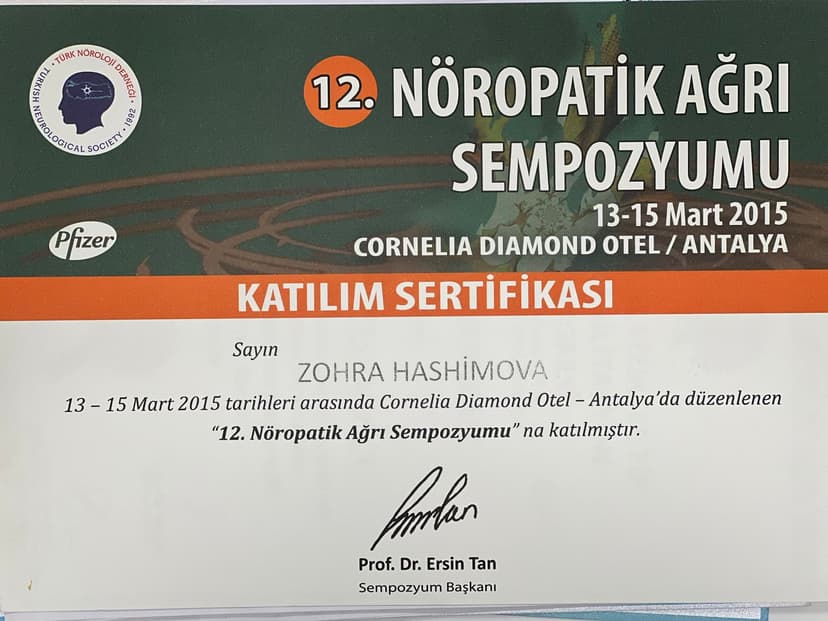 TÜRK NÖROLOJİ DERNEĞİ
TURKISH NEUROLOGICAL SOCIETY • 1992
12. NÖROPATİK AĞRI
SEMPOZYUMU
13-15 Mart 2015
Pfizer
CORNELIA DIAMOND OTEL / ANTALYA
KATILIM SERTİFİKASI
Sayın
ZOHRA HASHİMOVA
13 – 15 Mart 2015 tarihleri arasında Cornelia Diamond Otel – Antalya’da düzenlenen
“12. Nöropatik Ağrı Sempozyumu” na katılmıştır.
Prof. Dr. Ersin Tan
Sempozyum Başkanı